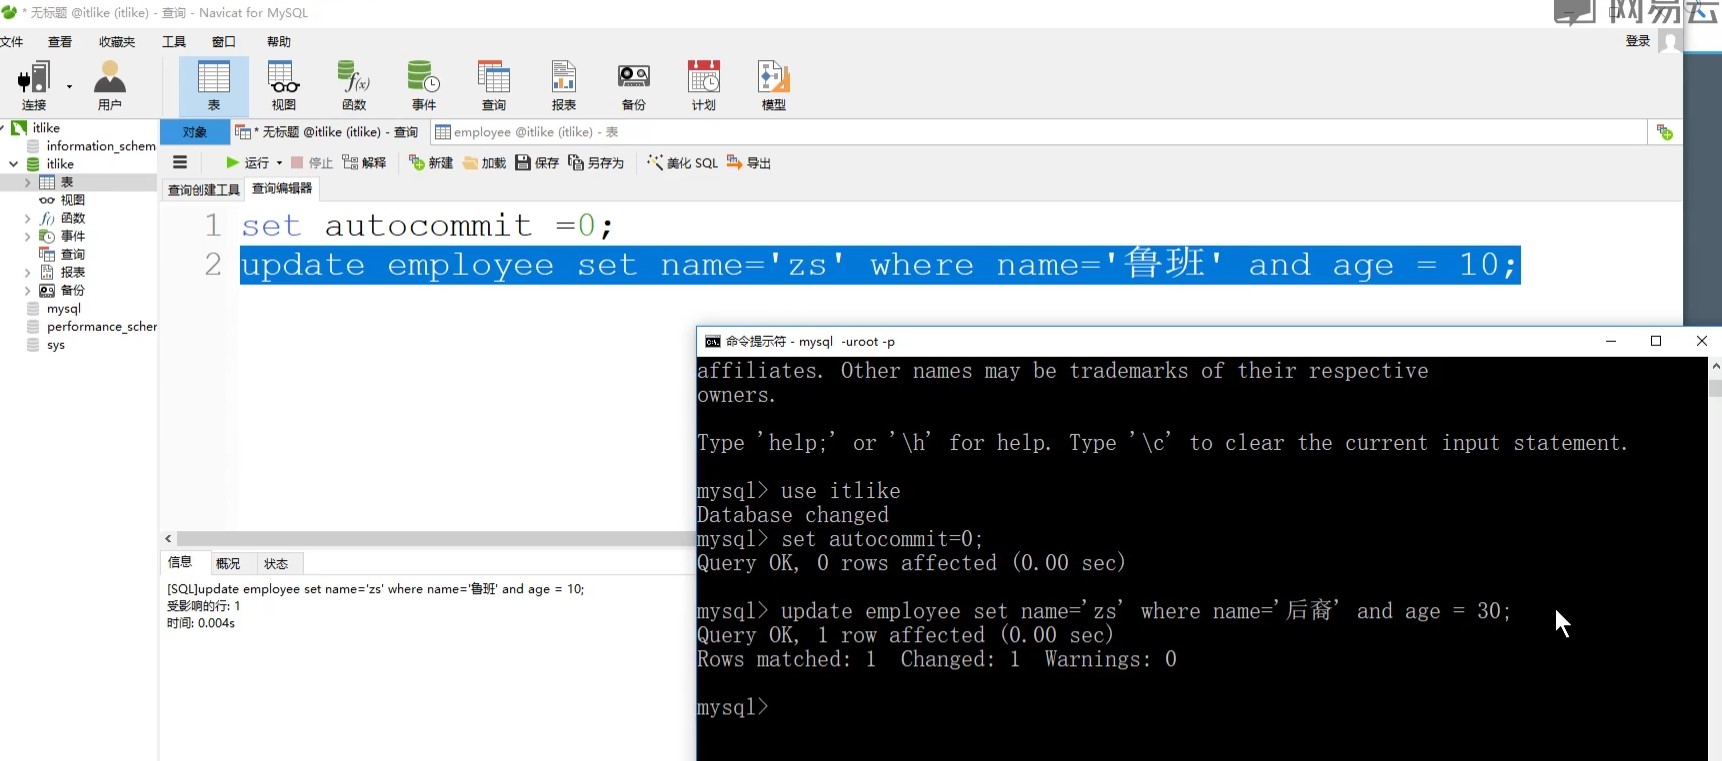 * 无标题 @itlike (itlike) - 查询 - Navicat for MySQL
网易云
文件 查看 收藏夹 工具 窗口 帮助
登录
连接 用户 表 视图 函数 事件 查询 报表 备份 计划 模型
对象 * 无标题 @itlike (itlike) - 查询 employee @itlike (itlike) - 表
运行 停止 解释 新建 加载 保存 另存为 美化 SQL 导出
查询创建工具 查询编辑器
itlike
information_schem
itlike
表
视图
函数
事件
查询
报表
备份
mysql
performance_scher
sys
1 set autocommit =0;
2 update employee set name='zs' where name='鲁班' and age = 10;
信息 概况 状态
[SQL]update employee set name='zs' where name='鲁班' and age = 10;
受影响的行: 1
时间: 0.004s
命令提示符 - mysql -uroot -p
affiliates. Other names may be trademarks of their respective
owners.
Type 'help;' or '\h' for help. Type '\c' to clear the current input statement.
mysql> use itlike
Database changed
mysql> set autocommit=0;
Query OK, 0 rows affected (0.00 sec)
mysql> update employee set name='zs' where name='后裔' and age = 30;
Query OK, 1 row affected (0.00 sec)
Rows matched: 1 Changed: 1 Warnings: 0
mysql>